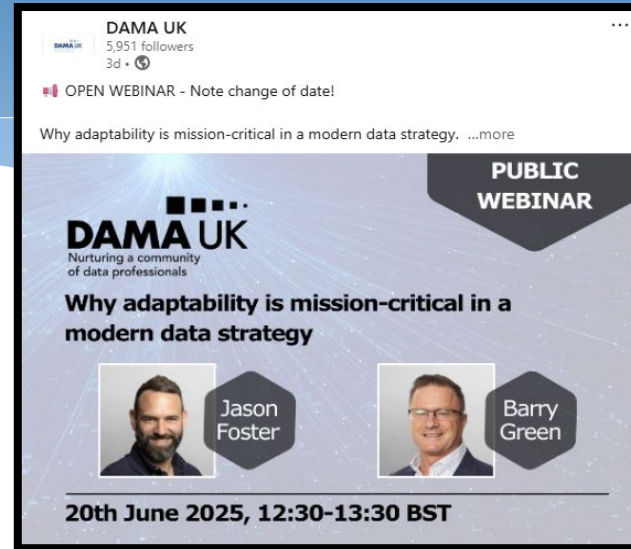 DAMA UK
DAMA UK
5,951 followers
3d •
...
📢 OPEN WEBINAR - Note change of date!
Why adaptability is mission-critical in a modern data strategy. ...more
PUBLIC
WEBINAR
DAMA UK
Nurturing a community
of data professionals
Why adaptability is mission-critical in a
modern data strategy
Jason
Foster
Barry
Green
20th June 2025, 12:30-13:30 BST